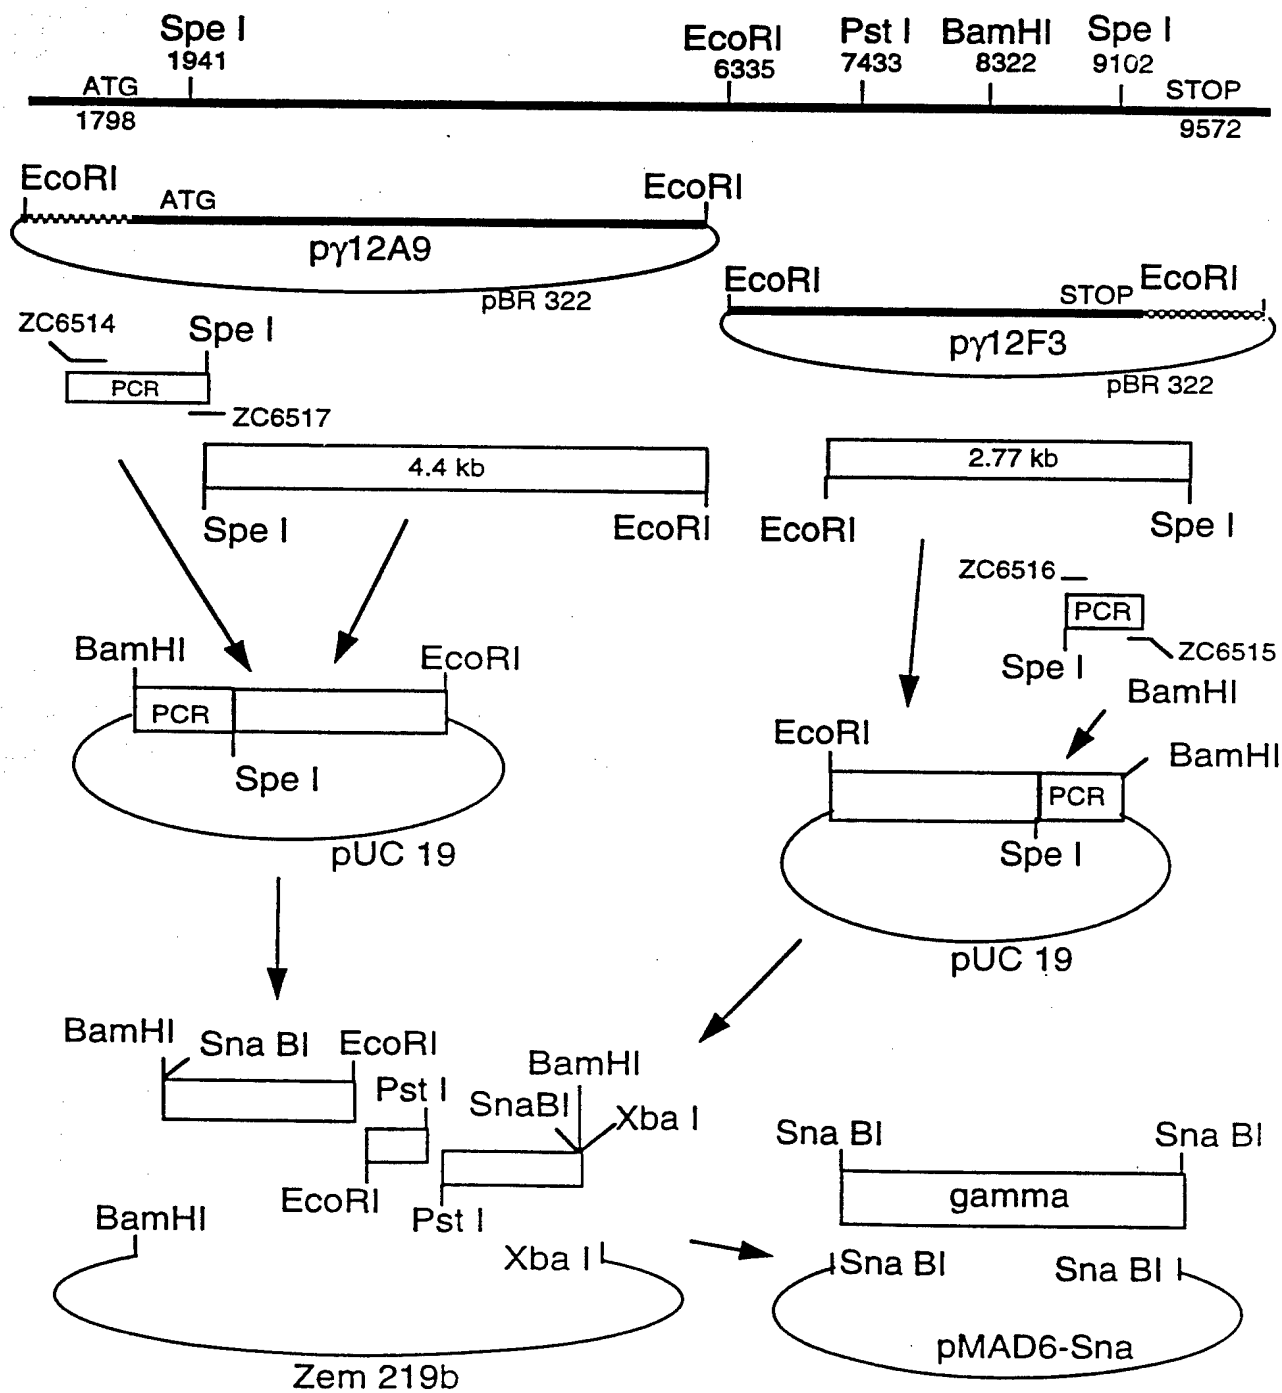 Spe I
1941
EcoRI
6335
Pst I
7433
BamHI
8322
Spe I
9102
ATG
1798
STOP
9572
EcoRI
ATG
EcoRI
pγ12A9
pBR 322
EcoRI
STOP
EcoRI
pγ12F3
pBR 322
ZC6514
Spe I
PCR
ZC6517
4.4 kb
Spe I
EcoRI
2.77 kb
EcoRI
Spe I
ZC6516
PCR
Spe I
ZC6515
BamHI
BamHI
EcoRI
PCR
Spe I
pUC 19
EcoRI
BamHI
PCR
Spe I
pUC 19
BamHI
Sna BI
EcoRI
Pst I
EcoRI
BamHI
SnaBI
Xba I
Pst I
BamHI
Xba I
Zem 219b
Sna BI
Sna BI
gamma
Sna BI
Sna BI
pMAD6-Sna